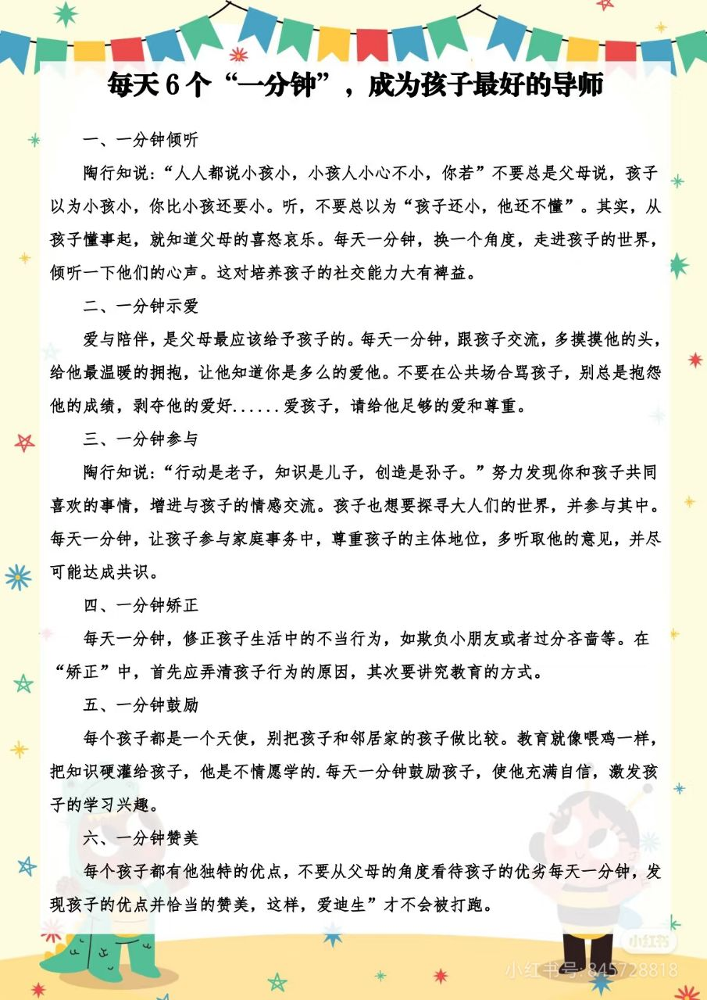 每天6个“一分钟”，成为孩子最好的导师
一、一分钟倾听
陶行知说：“人人都说小孩小，小孩人小心不小，你若”不要总是父母说，孩子
以为小孩小，你比小孩还要小。听，不要总以为“孩子还小，他还不懂”。其实，从
孩子懂事起，就知道父母的喜怒哀乐。每天一分钟，换一个角度，走进孩子的世界，
倾听一下他们的心声。这对培养孩子的社交能力大有裨益。
二、一分钟示爱
爱与陪伴，是父母最应该给予孩子的。每天一分钟，跟孩子交流，多摸摸他的头，
给他最温暖的拥抱，让他知道你是多么的爱他。不要在公共场合骂孩子，别总是抱怨
他的成绩，剥夺他的爱好......爱孩子，请给他足够的爱和尊重。
三、一分钟参与
陶行知说：“行动是老子，知识是儿子，创造是孙子。”努力发现你和孩子共同
喜欢的事情，增进与孩子的情感交流。孩子也想要探寻大人们的世界，并参与其中。
每天一分钟，让孩子参与家庭事务中，尊重孩子的主体地位，多听取他的意见，并尽
可能达成共识。
四、一分钟矫正
每天一分钟，修正孩子生活中的不当行为，如欺负小朋友或者过分吝啬等。在
“矫正”中，首先应弄清孩子行为的原因，其次要讲究教育的方式。
五、一分钟鼓励
每个孩子都是一个天使，别把孩子和邻居家的孩子做比较。教育就像喂鸡一样，
把知识硬灌给孩子，他是不情愿学的.每天一分钟鼓励孩子，使他充满自信，激发孩
子的学习兴趣。
六、一分钟赞美
每个孩子都有他独特的优点，不要从父母的角度看待孩子的优劣每天一分钟，发
现孩子的优点并恰当的赞美，这样，爱迪生”才不会被打跑。
小红书
小红书号: 845728818